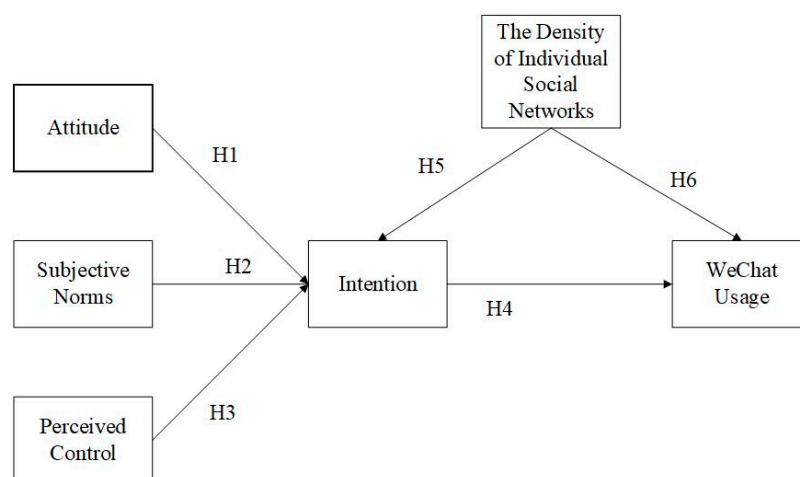 The Density
of Individual
Social
Networks
Attitude
H1
H5
H6
Subjective
Norms
H2
Intention
H4
WeChat
Usage
H3
Perceived
Control